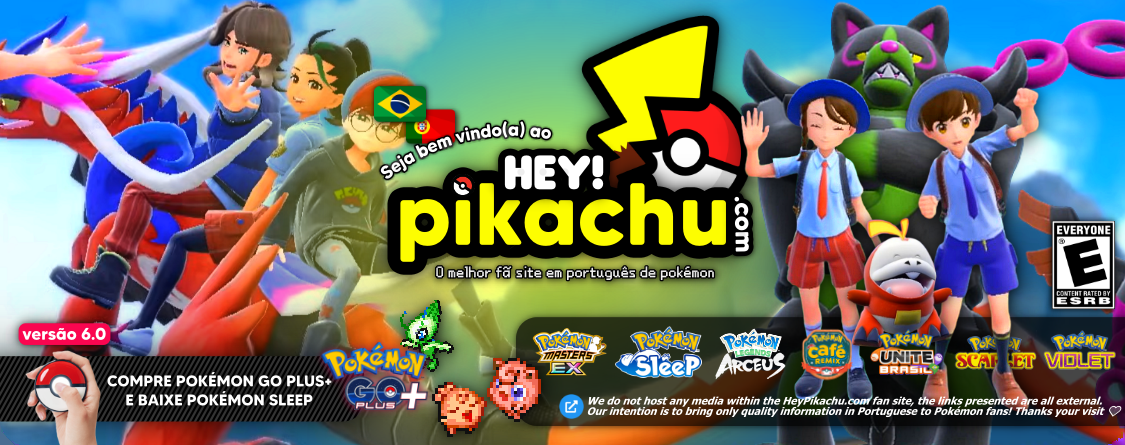 Seja bem vindo(a) ao
HEY!
pikachu
.com
O melhor fã site em português de pokémon
EVERYONE
E
CONTENT RATED BY
ESRB
versão 6.0
COMPRE POKÉMON GO PLUS+
E BAIXE POKÉMON SLEEP
POKÉMON
GO
PLUS
+
POKÉMON
MASTERS
EX
POKÉMON
SLeeP
POKÉMON
LEGENDS
ARCEUS
POKÉMON
Café
REMIX
POKÉMON
UNITE
BRASIL
POKÉMON
SCARLET
POKÉMON
VIOLET
We do not host any media within the HeyPikachu.com fan site, the links presented are all external.
Our intention is to bring only quality information in Portuguese to Pokémon fans! Thanks your visit